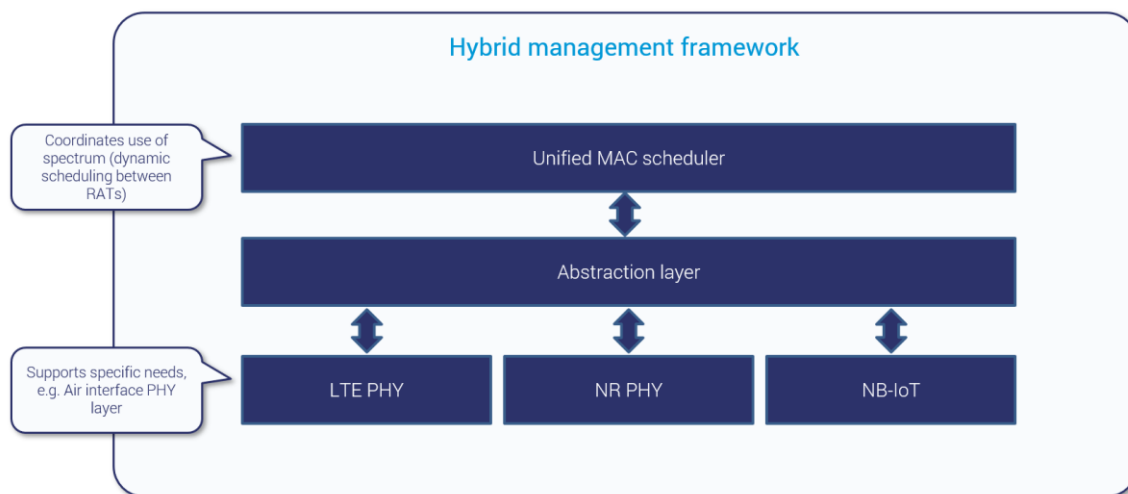 Hybrid management framework
Coordinates use of
spectrum (dynamic
scheduling between
RATs)
Unified MAC scheduler
Abstraction layer
Supports specific needs,
e.g. Air interface PHY
layer
LTE PHY
NR PHY
NB-IoT